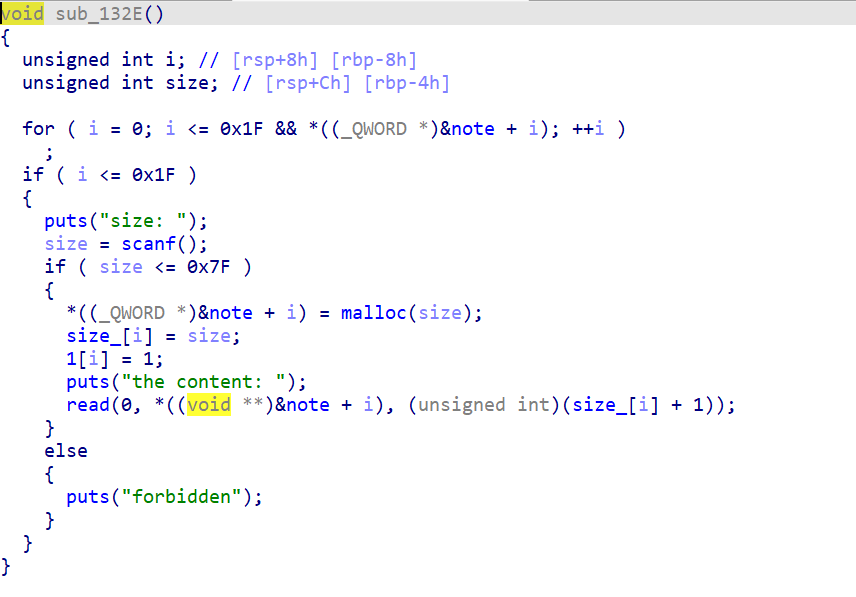 void sub_132E()
{
  unsigned int i; // [rsp+8h] [rbp-8h]
  unsigned int size; // [rsp+Ch] [rbp-4h]

  for ( i = 0; i <= 0x1F && *((_QWORD *)&note + i); ++i )
    ;
  if ( i <= 0x1F )
  {
    puts("size: ");
    size = scanf();
    if ( size <= 0x7F )
    {
      *((_QWORD *)&note + i) = malloc(size);
      size_[i] = size;
      1[i] = 1;
      puts("the content: ");
      read(0, *((void **)&note + i), (unsigned int)(size_[i] + 1));
    }
    else
    {
      puts("forbidden");
    }
  }
}